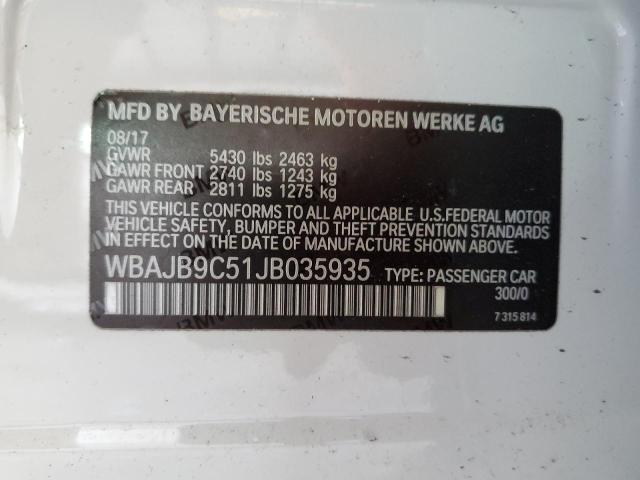 MFD BY BAYERISCHE MOTOREN WERKE AG
08/17
GVWR 5430 lbs 2463 kg
GAWR FRONT 2740 lbs 1243 kg
GAWR REAR 2811 lbs 1275 kg
THIS VEHICLE CONFORMS TO ALL APPLICABLE U.S.FEDERAL MOTOR
VEHICLE SAFETY, BUMPER AND THEFT PREVENTION STANDARDS
IN EFFECT ON THE DATE OF MANUFACTURE SHOWN ABOVE.
WBAJB9C51JB035935 TYPE: PASSENGER CAR
300/0
7 315 814